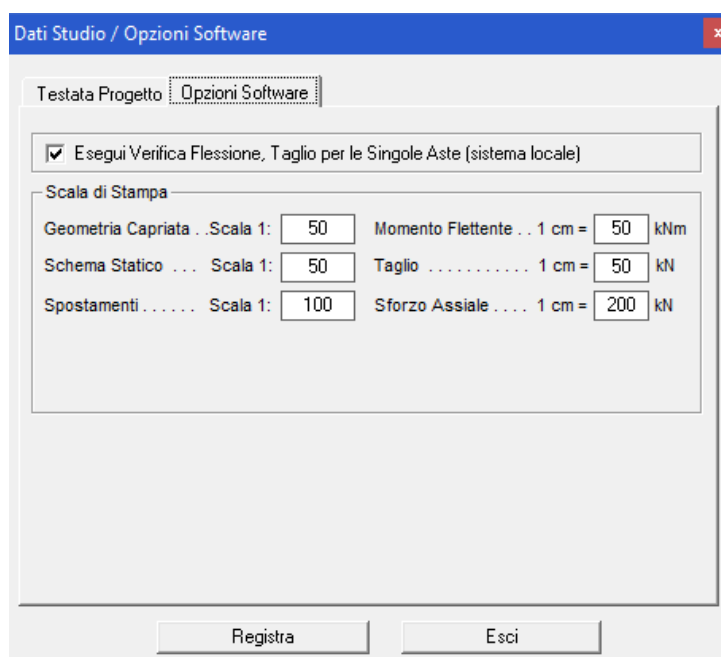 Dati Studio / Opzioni Software
x
Testata Progetto Opzioni Software
Esegui Verifica Flessione, Taglio per le Singole Aste (sistema locale)
Scala di Stampa
Geometria Capriata . .Scala 1: 50 Momento Flettente . . 1 cm = 50 kNm
Schema Statico . . . Scala 1: 50 Taglio . . . . . . . . . . . 1 cm = 50 kN
Spostamenti . . . . . . Scala 1: 100 Sforzo Assiale . . . . 1 cm = 200 kN
Registra Esci